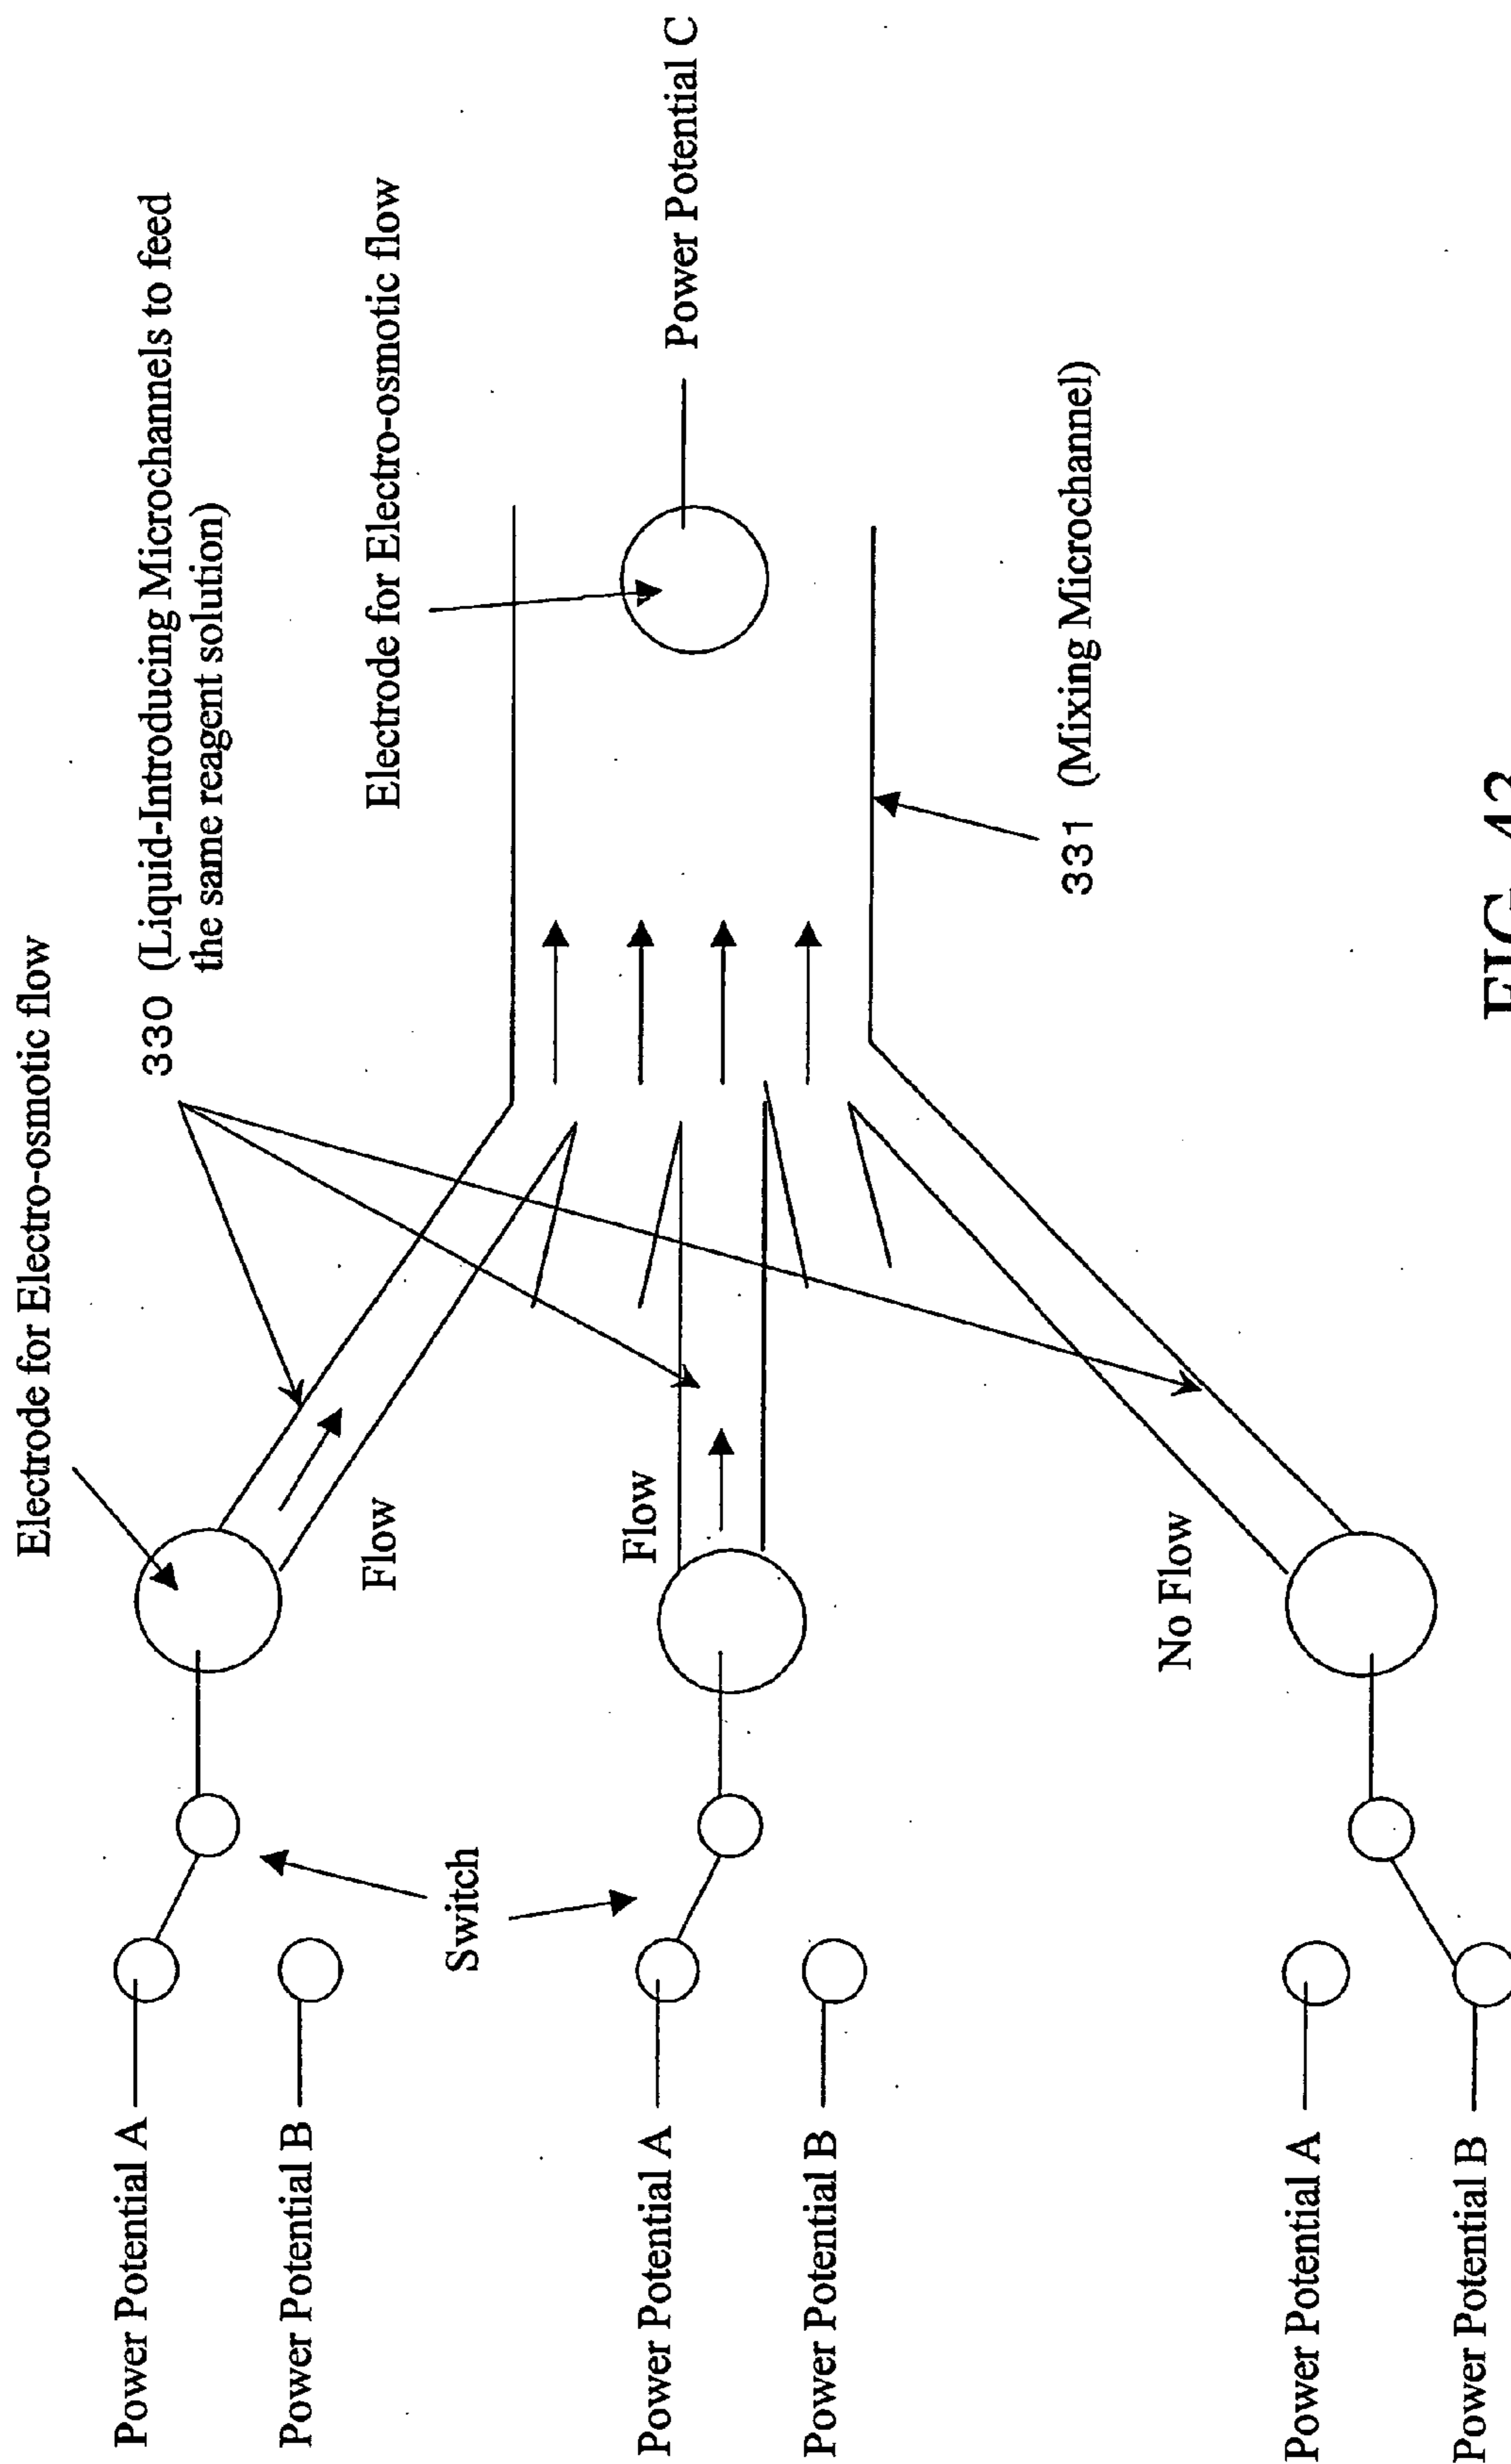 Electrode for Electro-osmotic flow
330 (Liquid-Introducing Microchannels to feed
the same reagent solution)
Electrode for Electro-osmotic flow
Power Potential C
331 (Mixing Microchannel)
Flow
Flow
No Flow
Switch
Power Potential A
Power Potential B
Power Potential A
Power Potential B
Power Potential A
Power Potential B